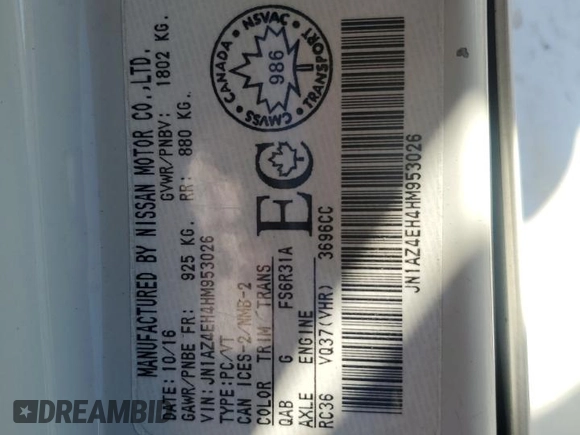 MANUFACTURED BY NISSAN MOTOR CO.,LTD.
DATE: 10/16 GVWR/PNBV: 1802 KG.
GAWR/PNBE FR: 925 KG. RR: 880 KG.
VIN: JN1AZ4EH4HM953026
TYPE:PC/VT
CAN ICES-2/NMB-2
COLOR TRIM/TRANS
QAB G FS6R31A
AXLE ENGINE
RC36 VQ37(VHR) 3696CC
CANADA • NSVAC • TRANSPORT • CMVSS
986
EC
JN1AZ4EH4HM953026
DREAMBID